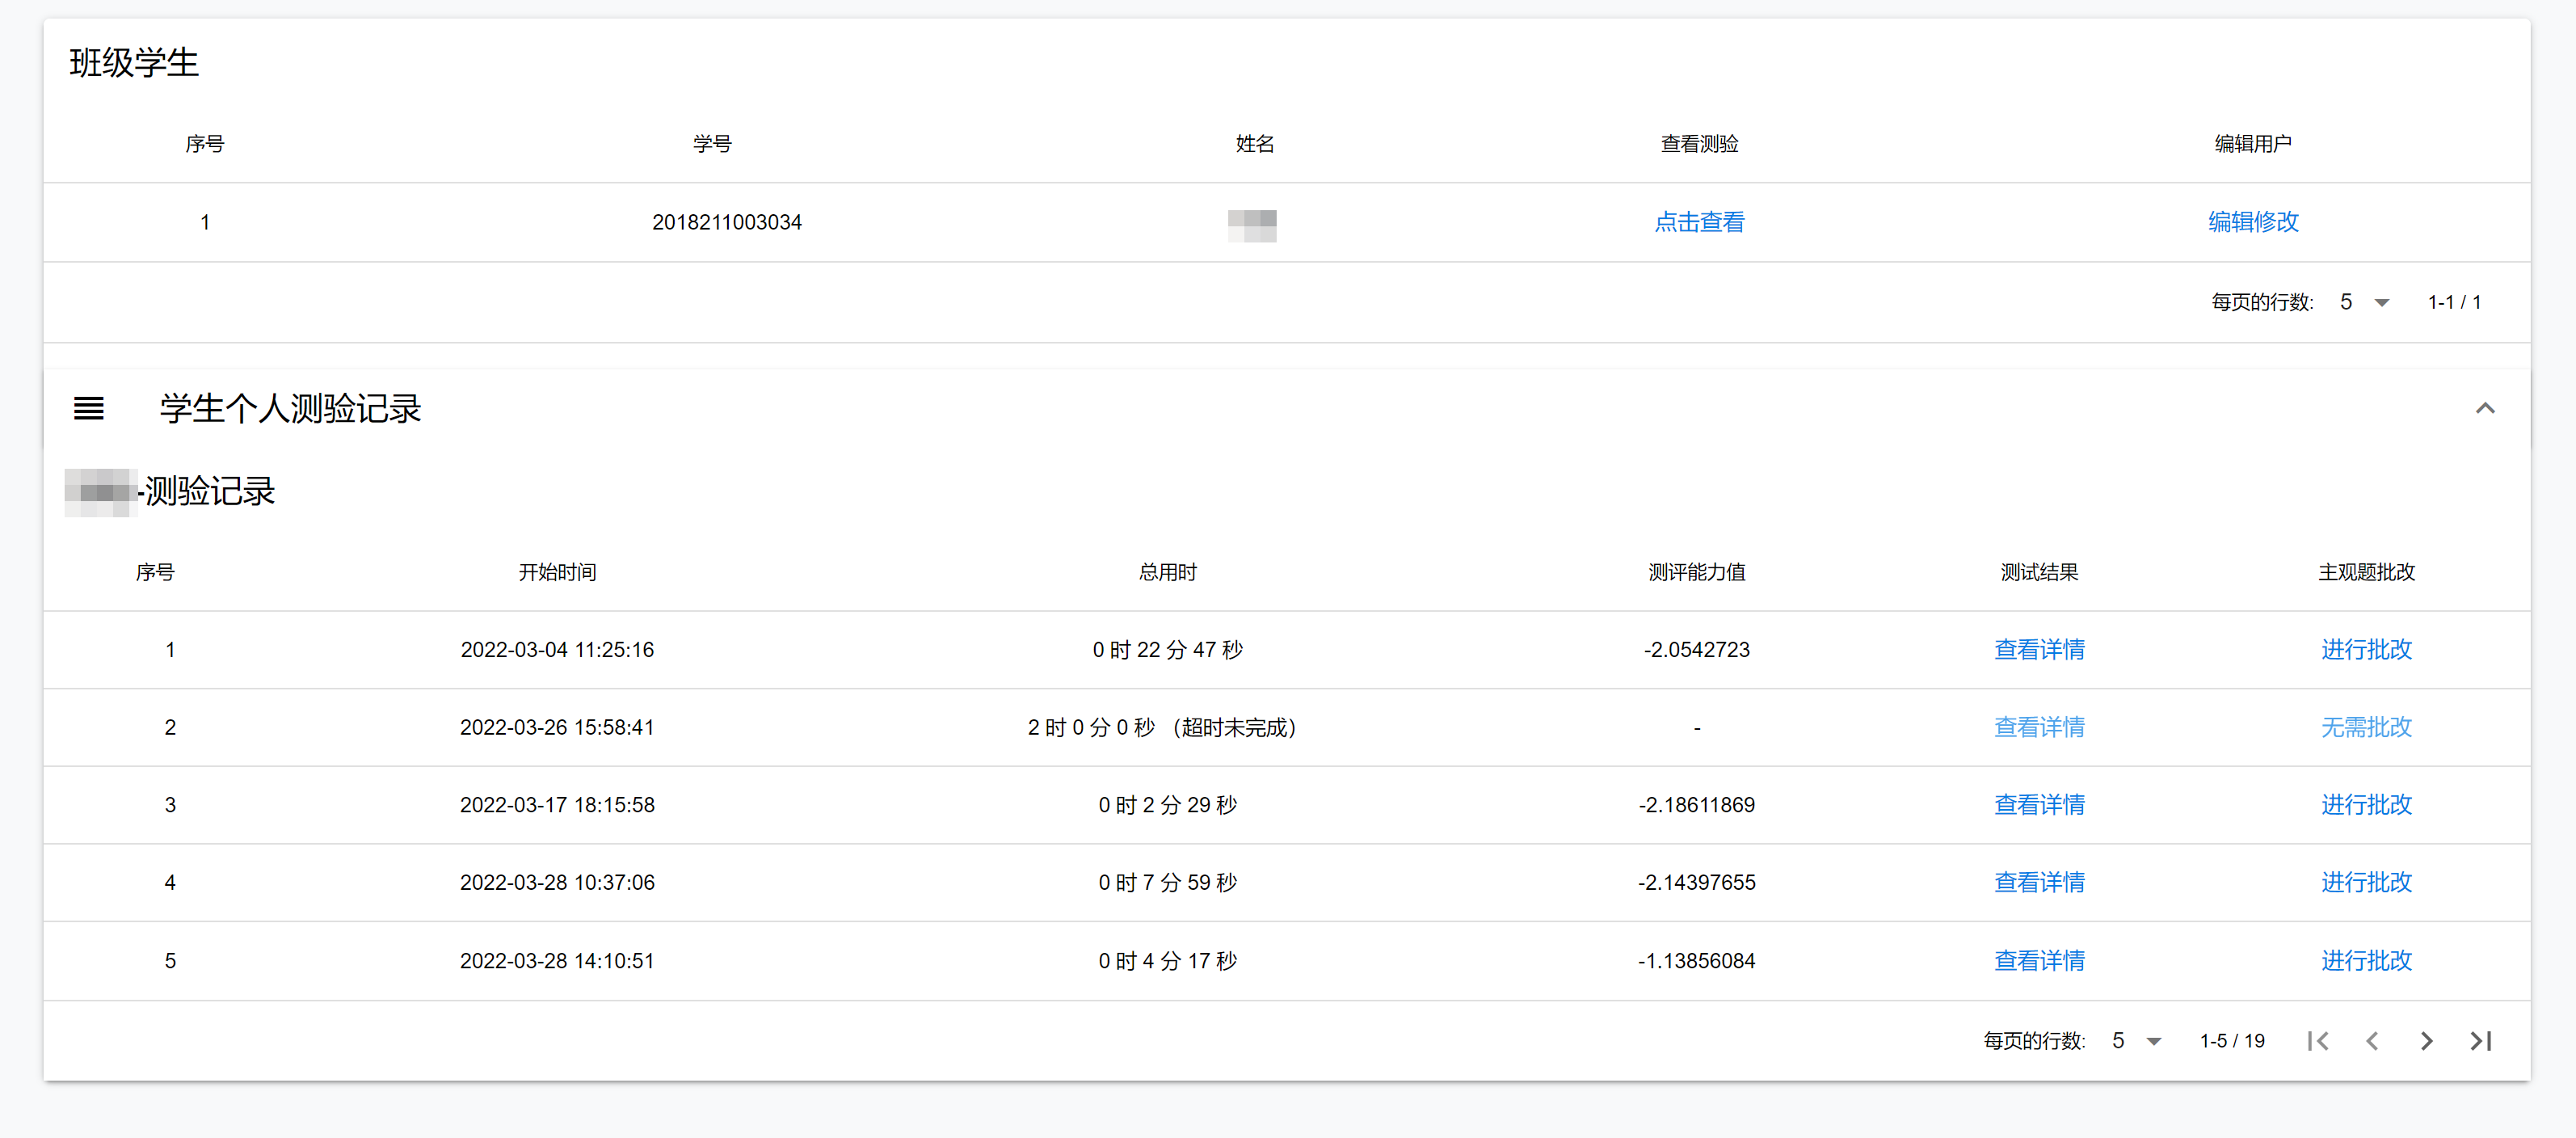 班级学生
序号 学号 姓名 查看测验 编辑用户
1 2018211003034 点击查看 编辑修改
每页的行数: 5 1-1 / 1
学生个人测验记录
-测验记录
序号 开始时间 总用时 测评能力值 测试结果 主观题批改
1 2022-03-04 11:25:16 0 时 22 分 47 秒 -2.0542723 查看详情 进行批改
2 2022-03-26 15:58:41 2 时 0 分 0 秒 （超时未完成） - 查看详情 无需批改
3 2022-03-17 18:15:58 0 时 2 分 29 秒 -2.18611869 查看详情 进行批改
4 2022-03-28 10:37:06 0 时 7 分 59 秒 -2.14397655 查看详情 进行批改
5 2022-03-28 14:10:51 0 时 4 分 17 秒 -1.13856084 查看详情 进行批改
每页的行数: 5 1-5 / 19